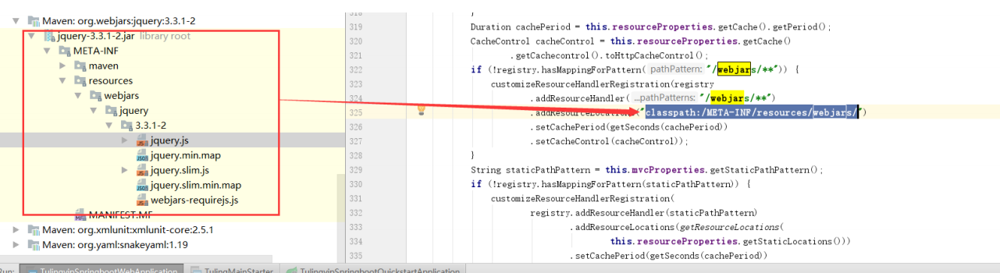 Maven: org.webjars:jquery:3.3.1-2
jquery-3.3.1-2.jar library root
META-INF
maven
resources
webjars
jquery
3.3.1-2
jquery.js
jquery.min.map
jquery.slim.js
jquery.slim.min.map
webjars-requirejs.js
MANIFEST.MF
Maven: org.xmlunit:xmlunit-core:2.5.1
Maven: org.yaml:snakeyaml:1.19
318 }
319 Duration cachePeriod = this.resourceProperties.getCache().getPeriod();
320 CacheControl cacheControl = this.resourceProperties.getCache()
321 .getCachecontrol().toHttpCacheControl();
322 if (!registry.hasMappingForPattern( pathPattern: "/webjars/**")) {
323 customizeResourceHandlerRegistration(registry
324 .addResourceHandler( ...pathPatterns: "/webjars/**")
325 .addResourceLocations("classpath:/META-INF/resources/webjars/")
326 .setCachePeriod(getSeconds(cachePeriod))
327 .setCacheControl(cacheControl));
328 }
329 String staticPathPattern = this.mvcProperties.getStaticPathPattern();
330 if (!registry.hasMappingForPattern(staticPathPattern)) {
331 customizeResourceHandlerRegistration(
332 registry.addResourceHandler(staticPathPattern)
333 .addResourceLocations(getResourceLocations(
334 this.resourceProperties.getStaticLocations()))
335 .setCachePeriod(getSeconds(cachePeriod))
Run: TulingvipSpringbootWebApplication TulingMainStarter TulingvipSpringbootQuickstartApplication